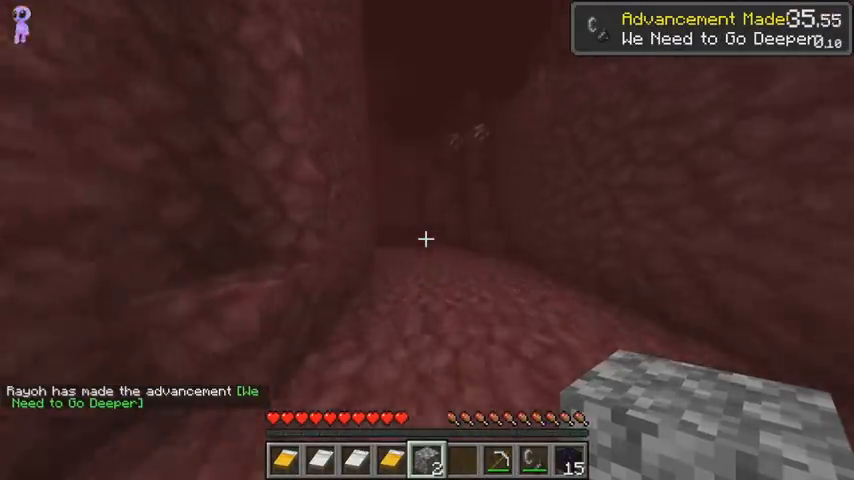 Advancement Made!
35.55
We Need to Go Deeper
0.10
Rayoh has made the advancement [We
Need to Go Deeper]
2
15